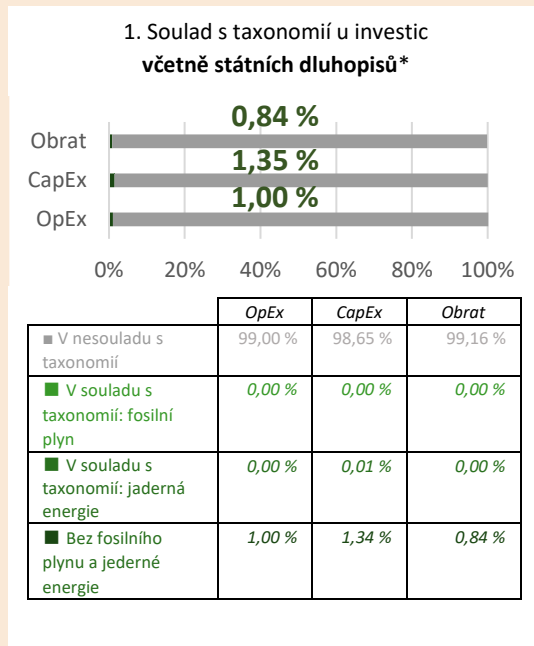 1. Soulad s taxonomií u investic
včetně státních dluhopisů*
0,84 %
Obrat
1,35 %
CapEx
1,00 %
OpEx
0% 20% 40% 60% 80% 100%
OpEx CapEx Obrat
V nesouladu s 99,00 % 98,65 % 99,16 %
taxonomií
V souladu s 0,00 % 0,00 % 0,00 %
taxonomií: fosilní
plyn
V souladu s 0,00 % 0,01 % 0,00 %
taxonomií: jaderná
energie
Bez fosilního 1,00 % 1,34 % 0,84 %
plynu a jederné
energie